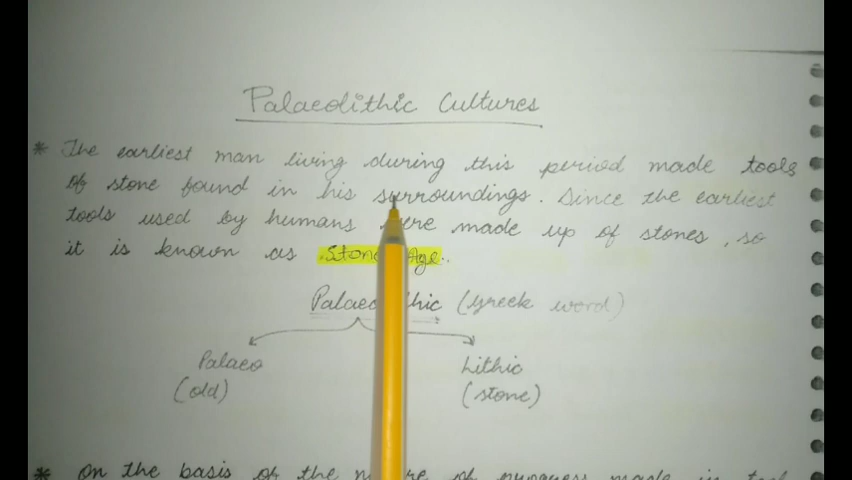 Palaeolithic Cultures
* The earliest man living during this period made tools
of stone found in his surroundings. Since the earliest
tools used by humans were made up of stones, so
it is known as Stone Age.
Palaeolithic (Greek word)
Palaeo Lithic
(old) (stone)
* On the basis of the of made in